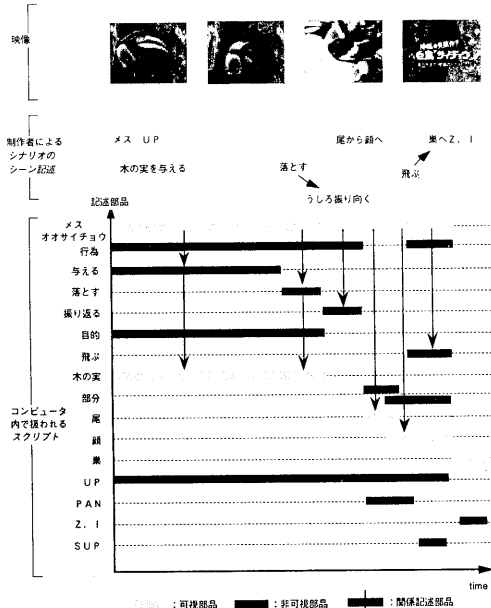 映像
制作者による
シナリオの
シーン記述
メス UP
尾から顔へ
巣へZ. I
木の実を与える
落とす
飛ぶ
うしろ振り向く
記述部品
メス
オオサイチョウ
行為
与える
落とす
振り返る
目的
飛ぶ
木の実
部分
尾
顔
巣
UP
PAN
Z. I
SUP
コンピュータ
内で扱われる
スクリプト
time
:可視部品 :非可視部品 :関係記述部品